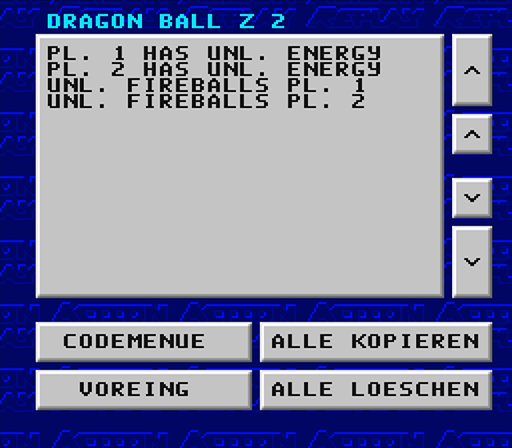 DRAGON BALL Z 2
PL. 1 HAS UNL. ENERGY
PL. 2 HAS UNL. ENERGY
UNL. FIREBALLS PL. 1
UNL. FIREBALLS PL. 2
CODEMENUE
ALLE KOPIEREN
VOREING
ALLE LOESCHEN